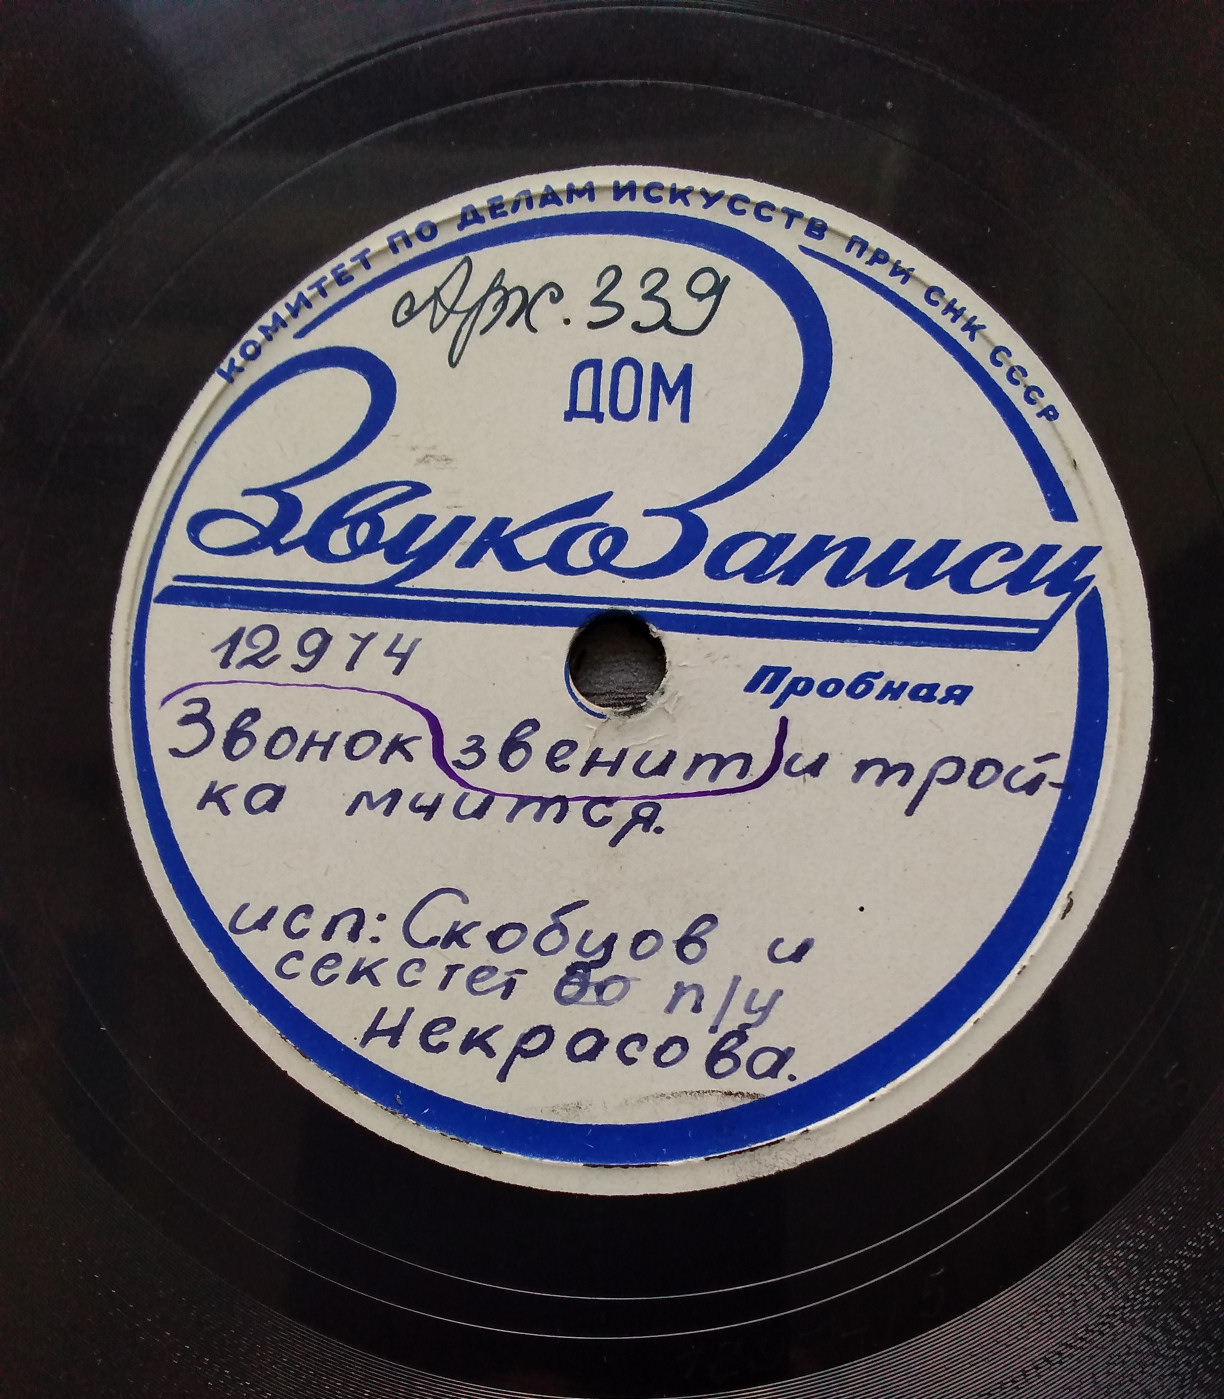 КОМИТЕТ ПО ДЕЛАМ ИСКУССТВ ПРИ СНК СССР
Арх. 339
ДОМ
ЗвукоЗаписи
12974
Пробная
Звонок звенит и трой-
ка мчится.
исп: Скобцов и
секстет п/у
Некрасова.